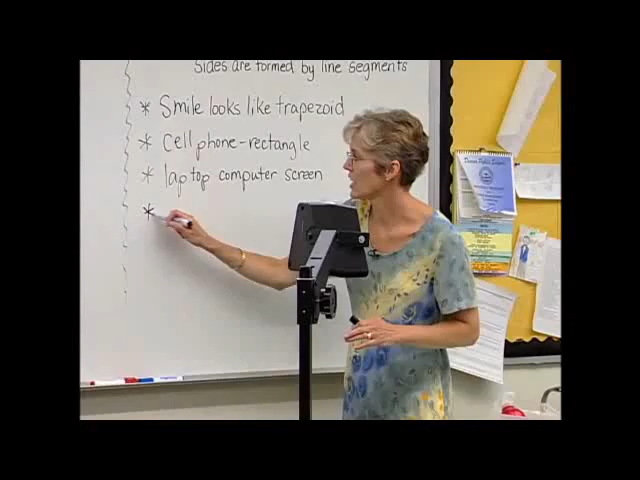 Sides are formed by line segments
* Smile looks like trapezoid
* Cell phone-rectangle
* laptop computer screen
*